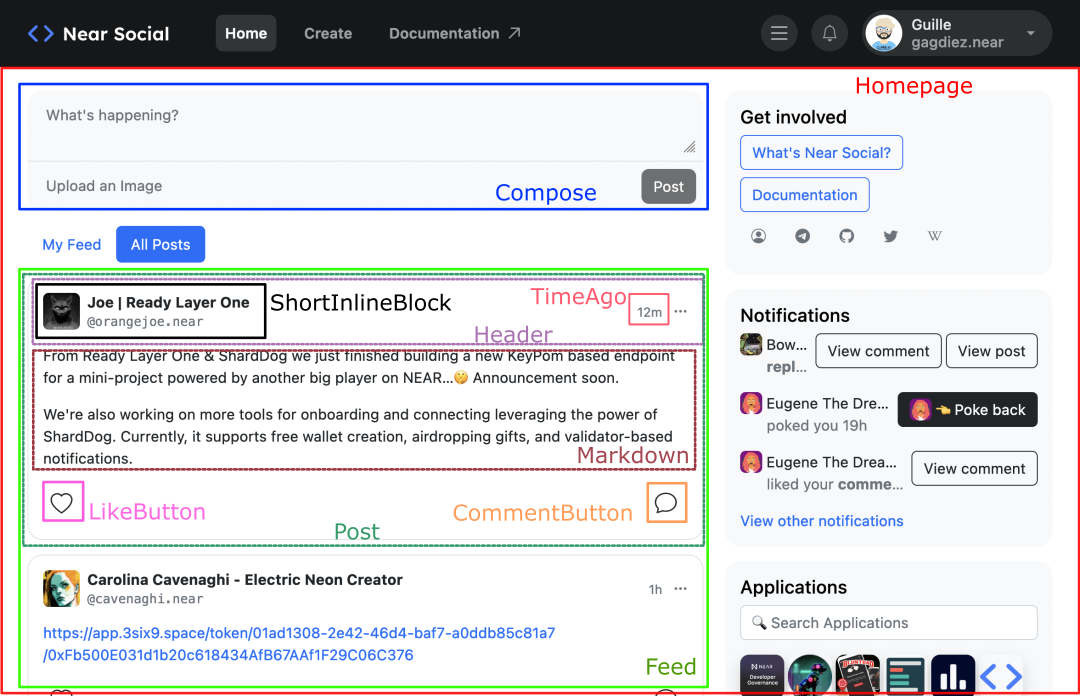 Near Social
Home
Create
Documentation
Guille
gagdiez.near
Homepage
What's happening?
Upload an Image
Compose
Post
My Feed
All Posts
Joe | Ready Layer One
@orangejoe.near
ShortInlineBlock
TimeAgo
12m
Header
From Ready Layer One & ShardDog we just finished building a new KeyPom based endpoint
for a mini-project powered by another big player on NEAR...🤫 Announcement soon.
We're also working on more tools for onboarding and connecting leveraging the power of
ShardDog. Currently, it supports free wallet creation, airdropping gifts, and validator-based
notifications.
Markdown
LikeButton
CommentButton
Post
Carolina Cavenaghi - Electric Neon Creator
@cavenaghi.near
1h
https://app.3six9.space/token/01ad1308-2e42-46d4-baf7-a0ddb85c81a7
/0xFb500E031d1b20c618434AfB67AAf1F29C06C376
Feed
Get involved
What's Near Social?
Documentation
W
Notifications
Bow...
repl...
View comment
View post
Eugene The Dre...
poked you 19h
👈 Poke back
Eugene The Drea...
liked your comme...
View comment
View other notifications
Applications
🔍 Search Applications
NEAR
Developer
Governance